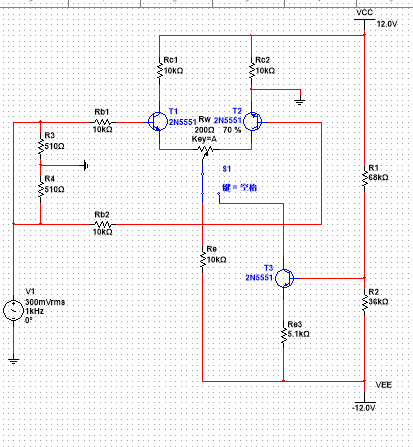 VCC
12.0V
Rc1
10kΩ
Rc2
10kΩ
Rb1
10kΩ
T1
2N5551
Rw
200Ω
Key=A
70 %
T2
2N5551
R3
510Ω
R4
510Ω
S1
键 = 空格
R1
68kΩ
Rb2
10kΩ
Re
10kΩ
T3
2N5551
R2
36kΩ
V1
300mVrms
1kHz
0°
Re3
5.1kΩ
VEE
-12.0V